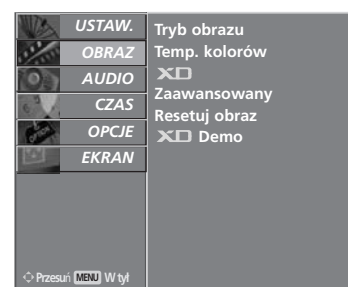 USTAW.
OBRAZ
AUDIO
CZAS
OPCJE
EKRAN
Tryb obrazu
Temp. kolorów
XD
Zaawansowany
Resetuj obraz
XD Demo
Przesuń MENU W tył